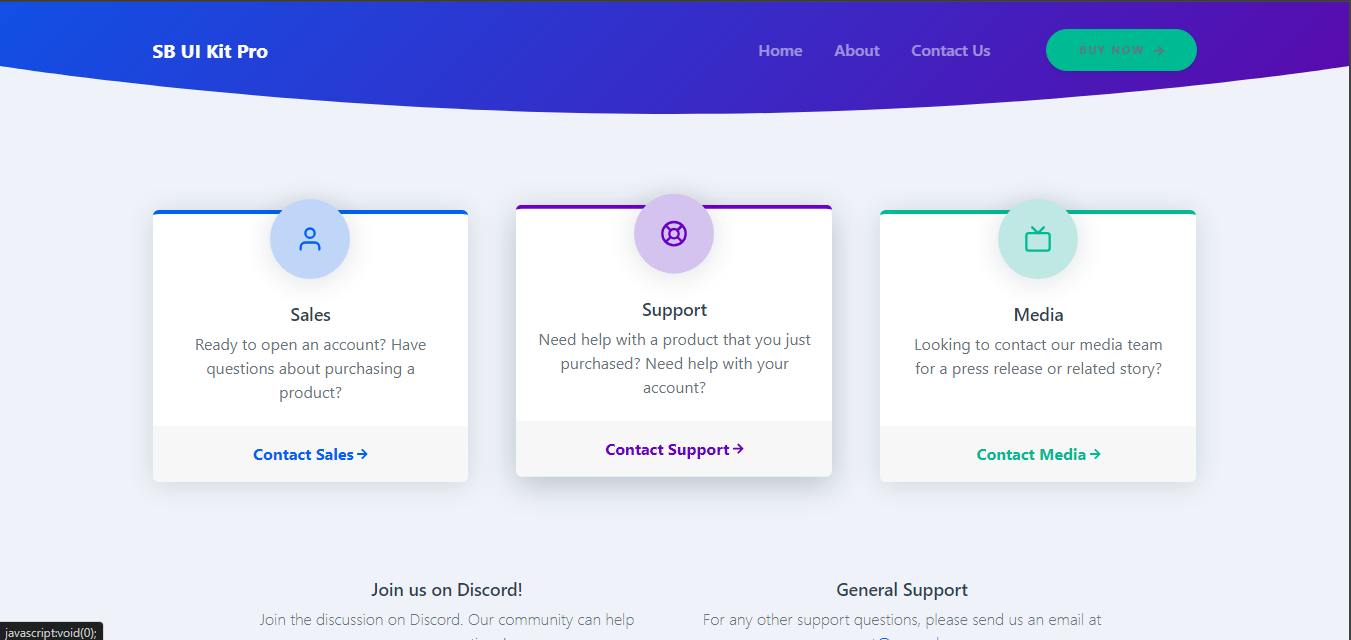 SB UI Kit Pro
Home About Contact Us BUY NOW
Sales
Ready to open an account? Have
questions about purchasing a
product?
Contact Sales
Support
Need help with a product that you just
purchased? Need help with your
account?
Contact Support
Media
Looking to contact our media team
for a press release or related story?
Contact Media
Join us on Discord!
Join the discussion on Discord. Our community can help
General Support
For any other support questions, please send us an email at
javascript:void(0);